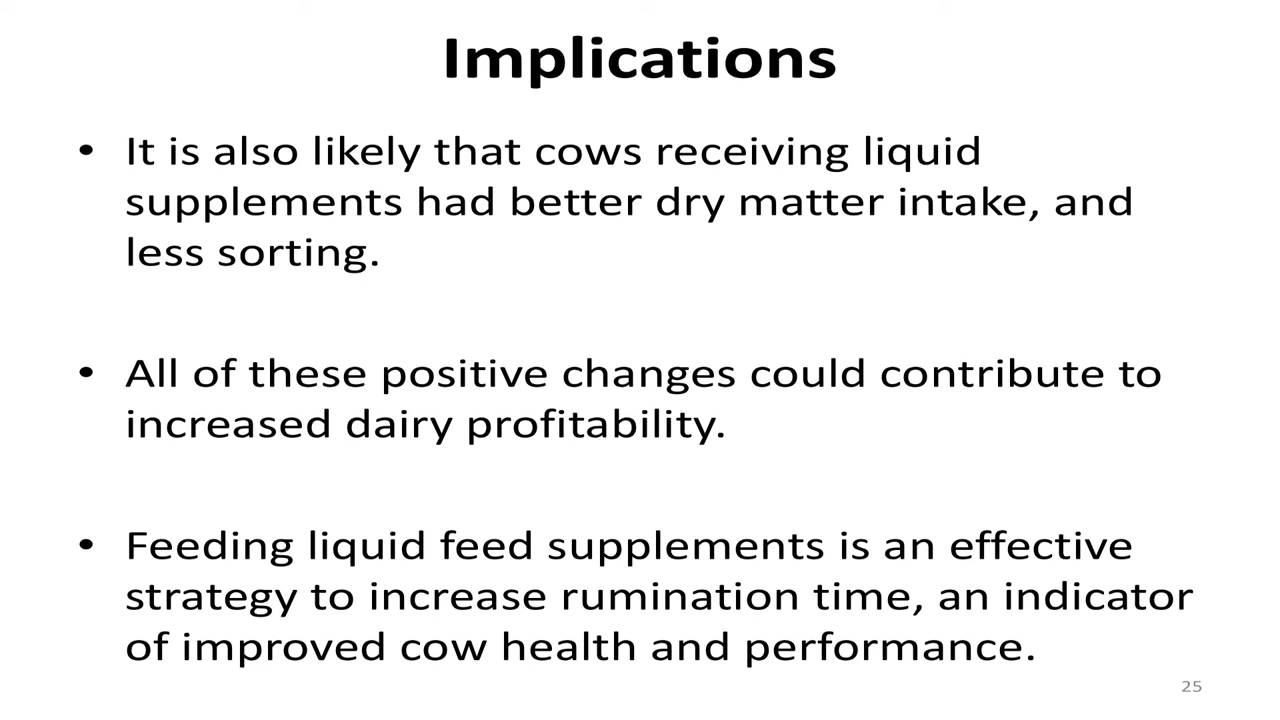 Implications
• It is also likely that cows receiving liquid
supplements had better dry matter intake, and
less sorting.
• All of these positive changes could contribute to
increased dairy profitability.
• Feeding liquid feed supplements is an effective
strategy to increase rumination time, an indicator
of improved cow health and performance.
25